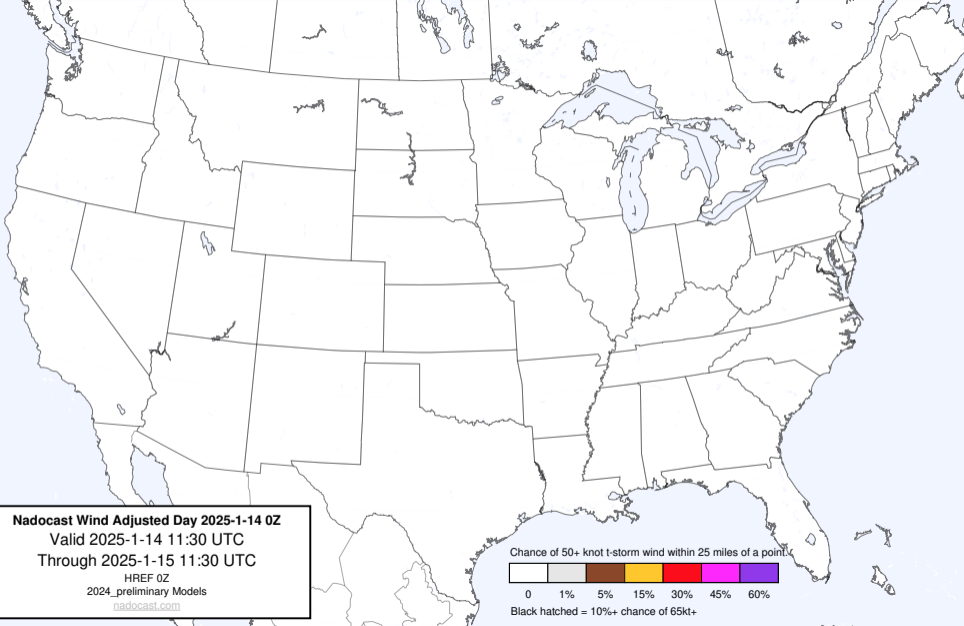 Nadocast Wind Adjusted Day 2025-1-14 0Z
Valid 2025-1-14 11:30 UTC
Through 2025-1-15 11:30 UTC
HREF 0Z
2024_preliminary Models
nadocast.com
Chance of 50+ knot t-storm wind within 25 miles of a point.
0 1% 5% 15% 30% 45% 60%
Black hatched = 10%+ chance of 65kt+